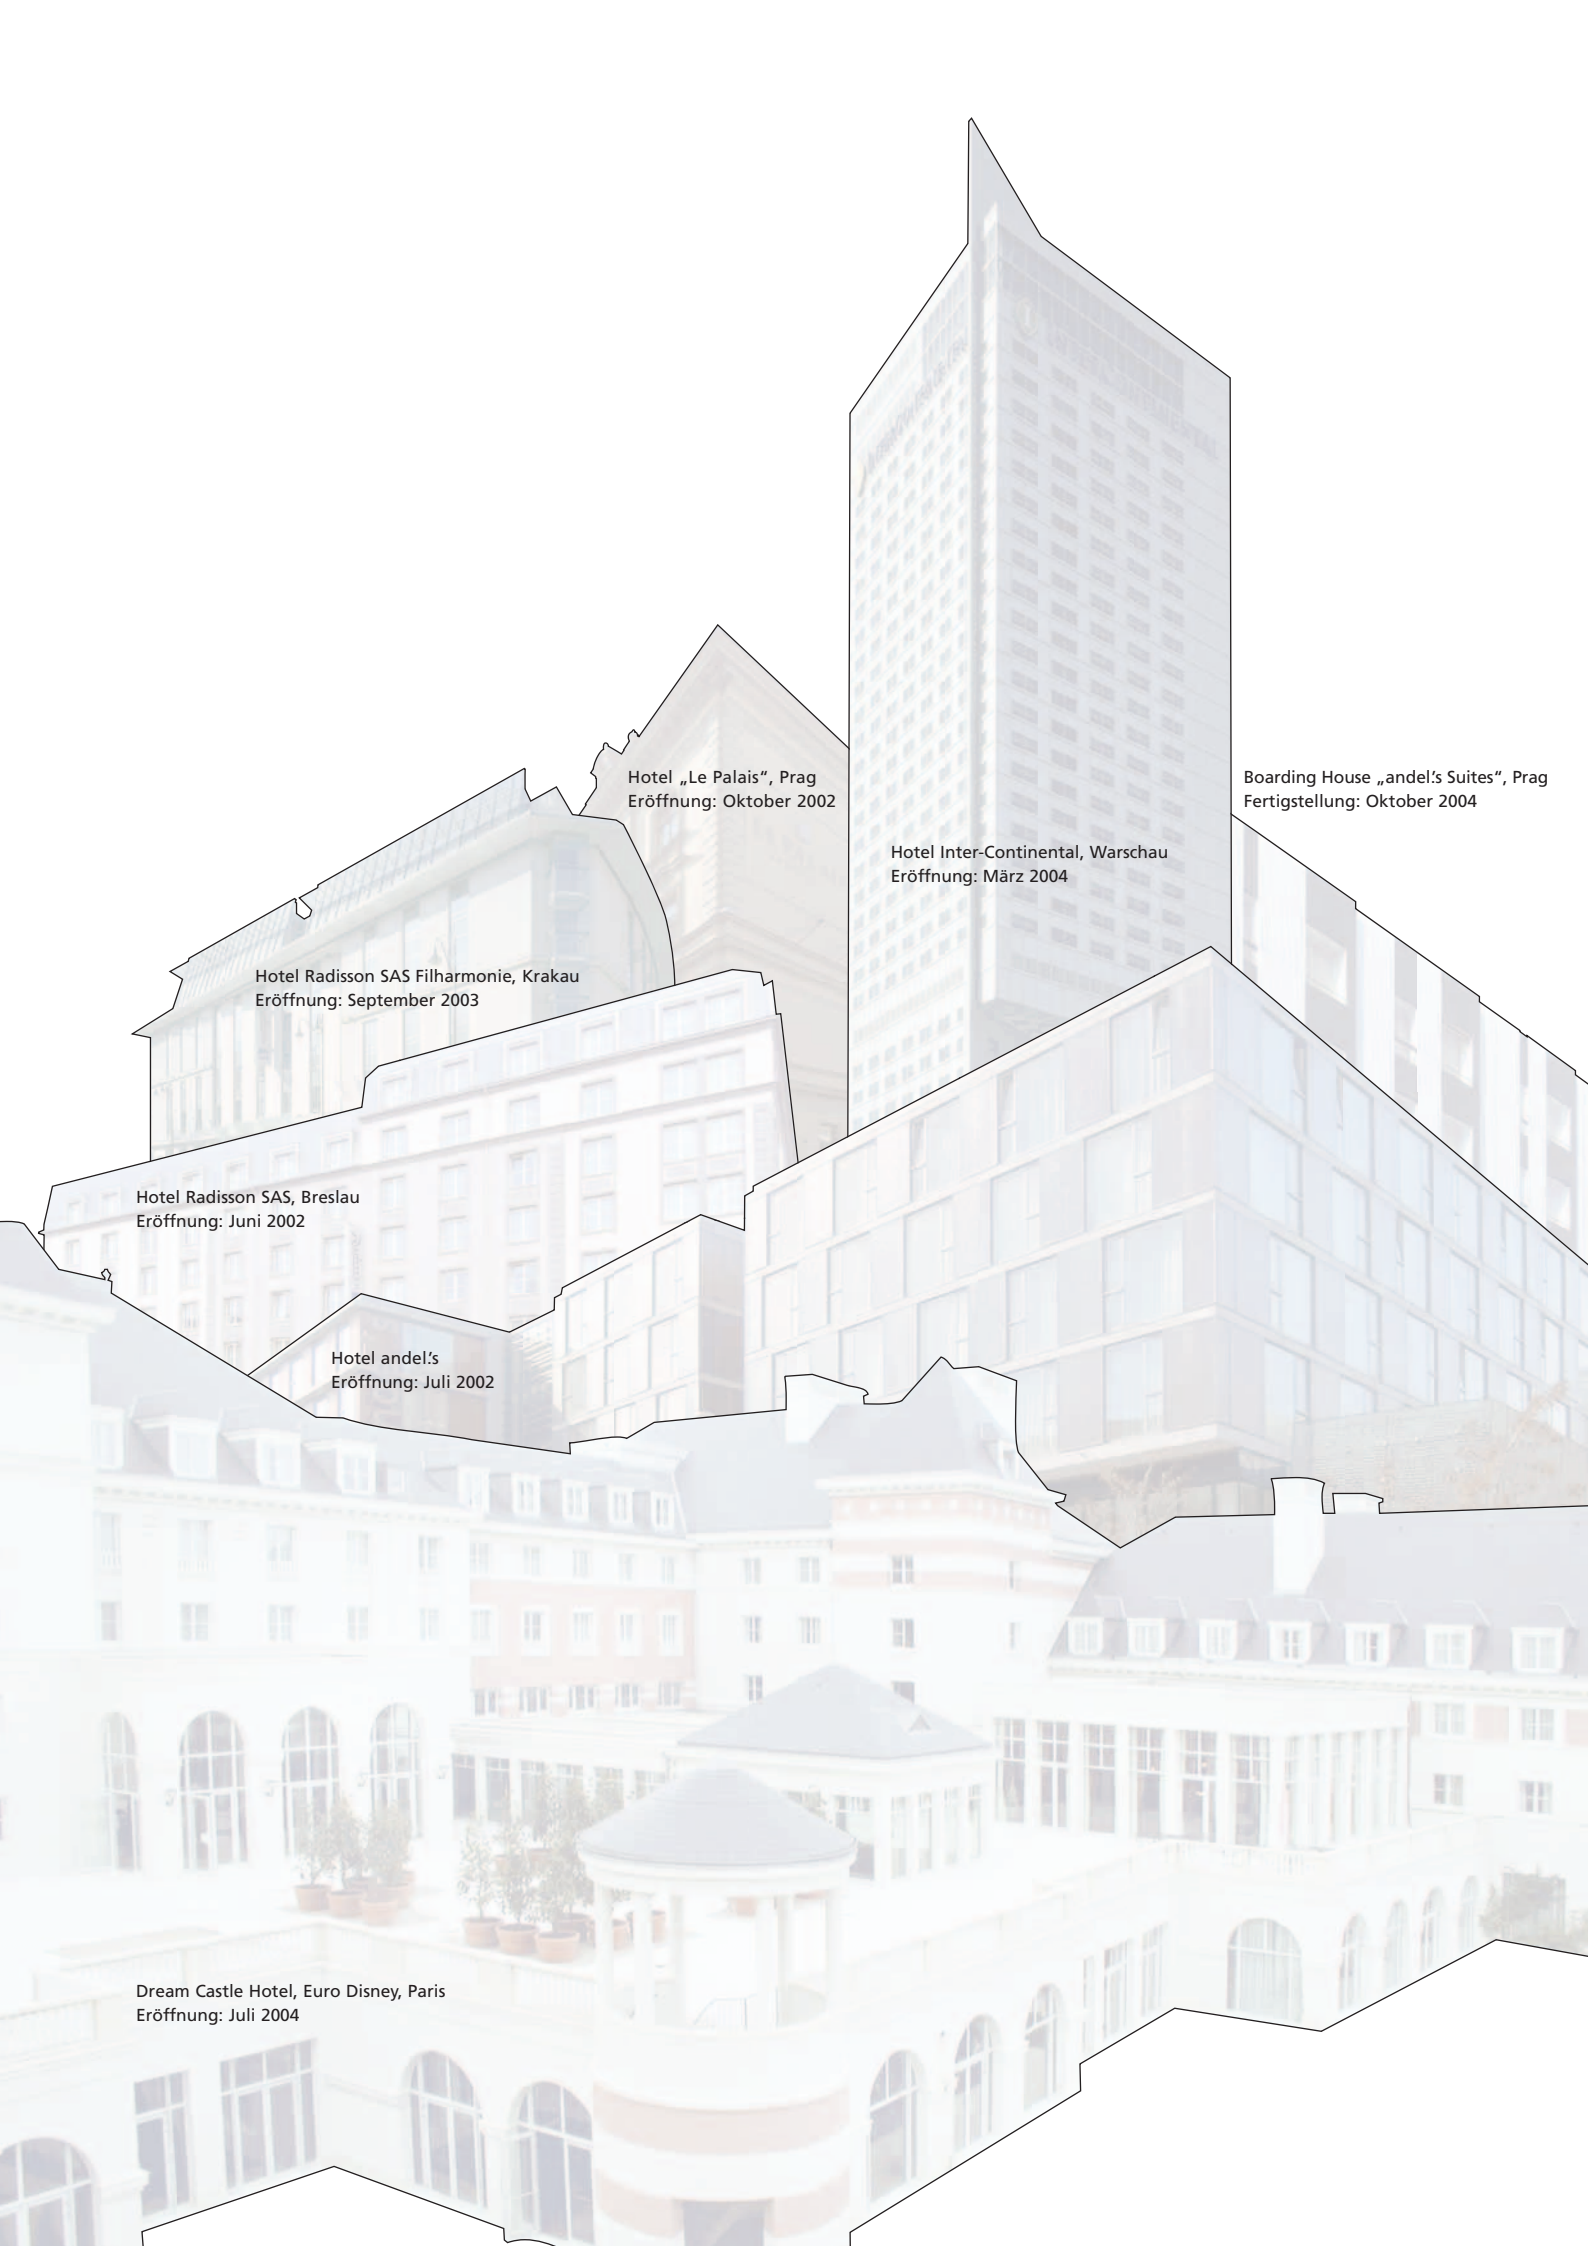 Hotel „Le Palais“, Prag
Eröffnung: Oktober 2002
Boarding House „andel’s Suites“, Prag
Fertigstellung: Oktober 2004
Hotel Inter-Continental, Warschau
Eröffnung: März 2004
Hotel Radisson SAS Filharmonie, Krakau
Eröffnung: September 2003
Hotel Radisson SAS, Breslau
Eröffnung: Juni 2002
Hotel andel’s
Eröffnung: Juli 2002
Dream Castle Hotel, Euro Disney, Paris
Eröffnung: Juli 2004